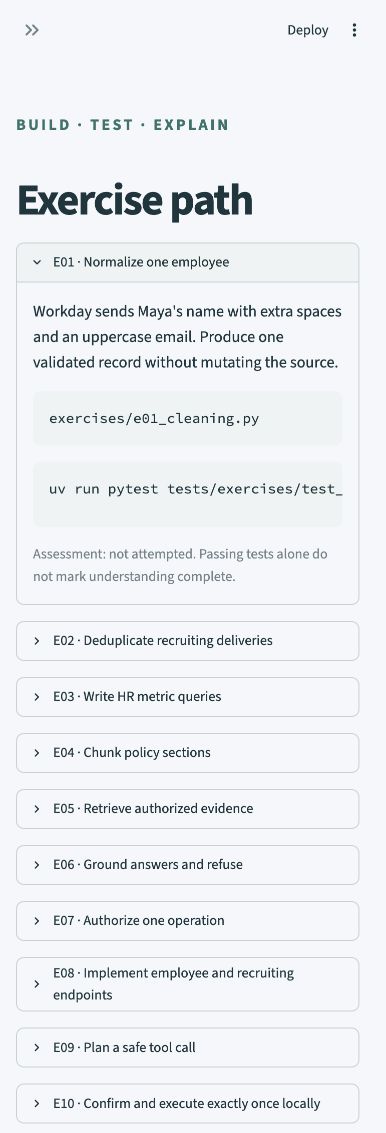 Deploy
BUILD · TEST · EXPLAIN
Exercise path
E01 · Normalize one employee
Workday sends Maya's name with extra spaces
and an uppercase email. Produce one
validated record without mutating the source.
exercises/e01_cleaning.py
uv run pytest tests/exercises/test_
Assessment: not attempted. Passing tests alone do
not mark understanding complete.
E02 · Deduplicate recruiting deliveries
E03 · Write HR metric queries
E04 · Chunk policy sections
E05 · Retrieve authorized evidence
E06 · Ground answers and refuse
E07 · Authorize one operation
E08 · Implement employee and recruiting
endpoints
E09 · Plan a safe tool call
E10 · Confirm and execute exactly once locally